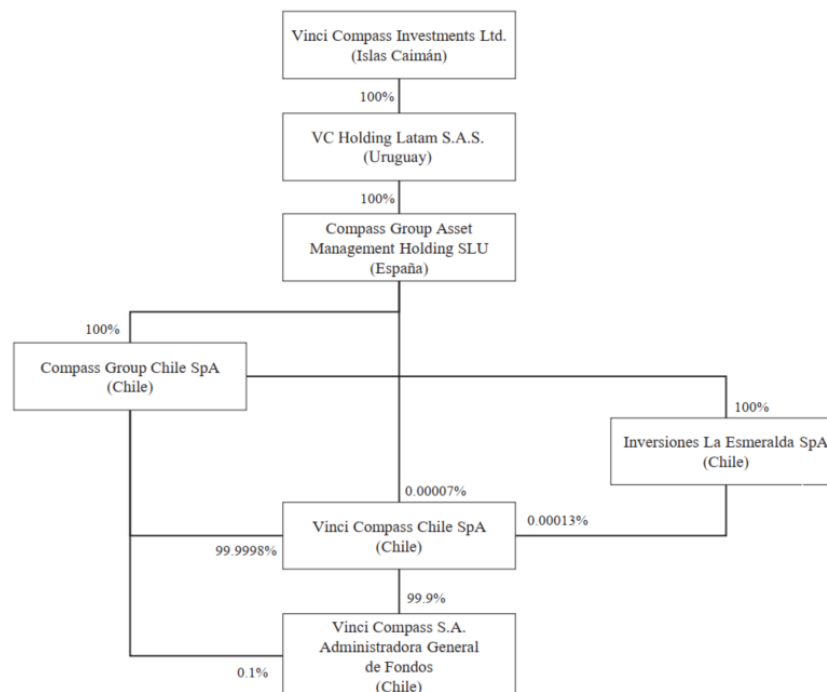 Vinci Compass Investments Ltd.
(Islas Caimán)
100%
VC Holding Latam S.A.S.
(Uruguay)
100%
Compass Group Asset
Management Holding SLU
(España)
100%
Compass Group Chile SpA
(Chile)
100%
Inversiones La Esmeralda SpA
(Chile)
0.00007%
Vinci Compass Chile SpA
(Chile)
0.00013%
99.9998%
99.9%
Vinci Compass S.A.
Administradora General
de Fondos
(Chile)
0.1%